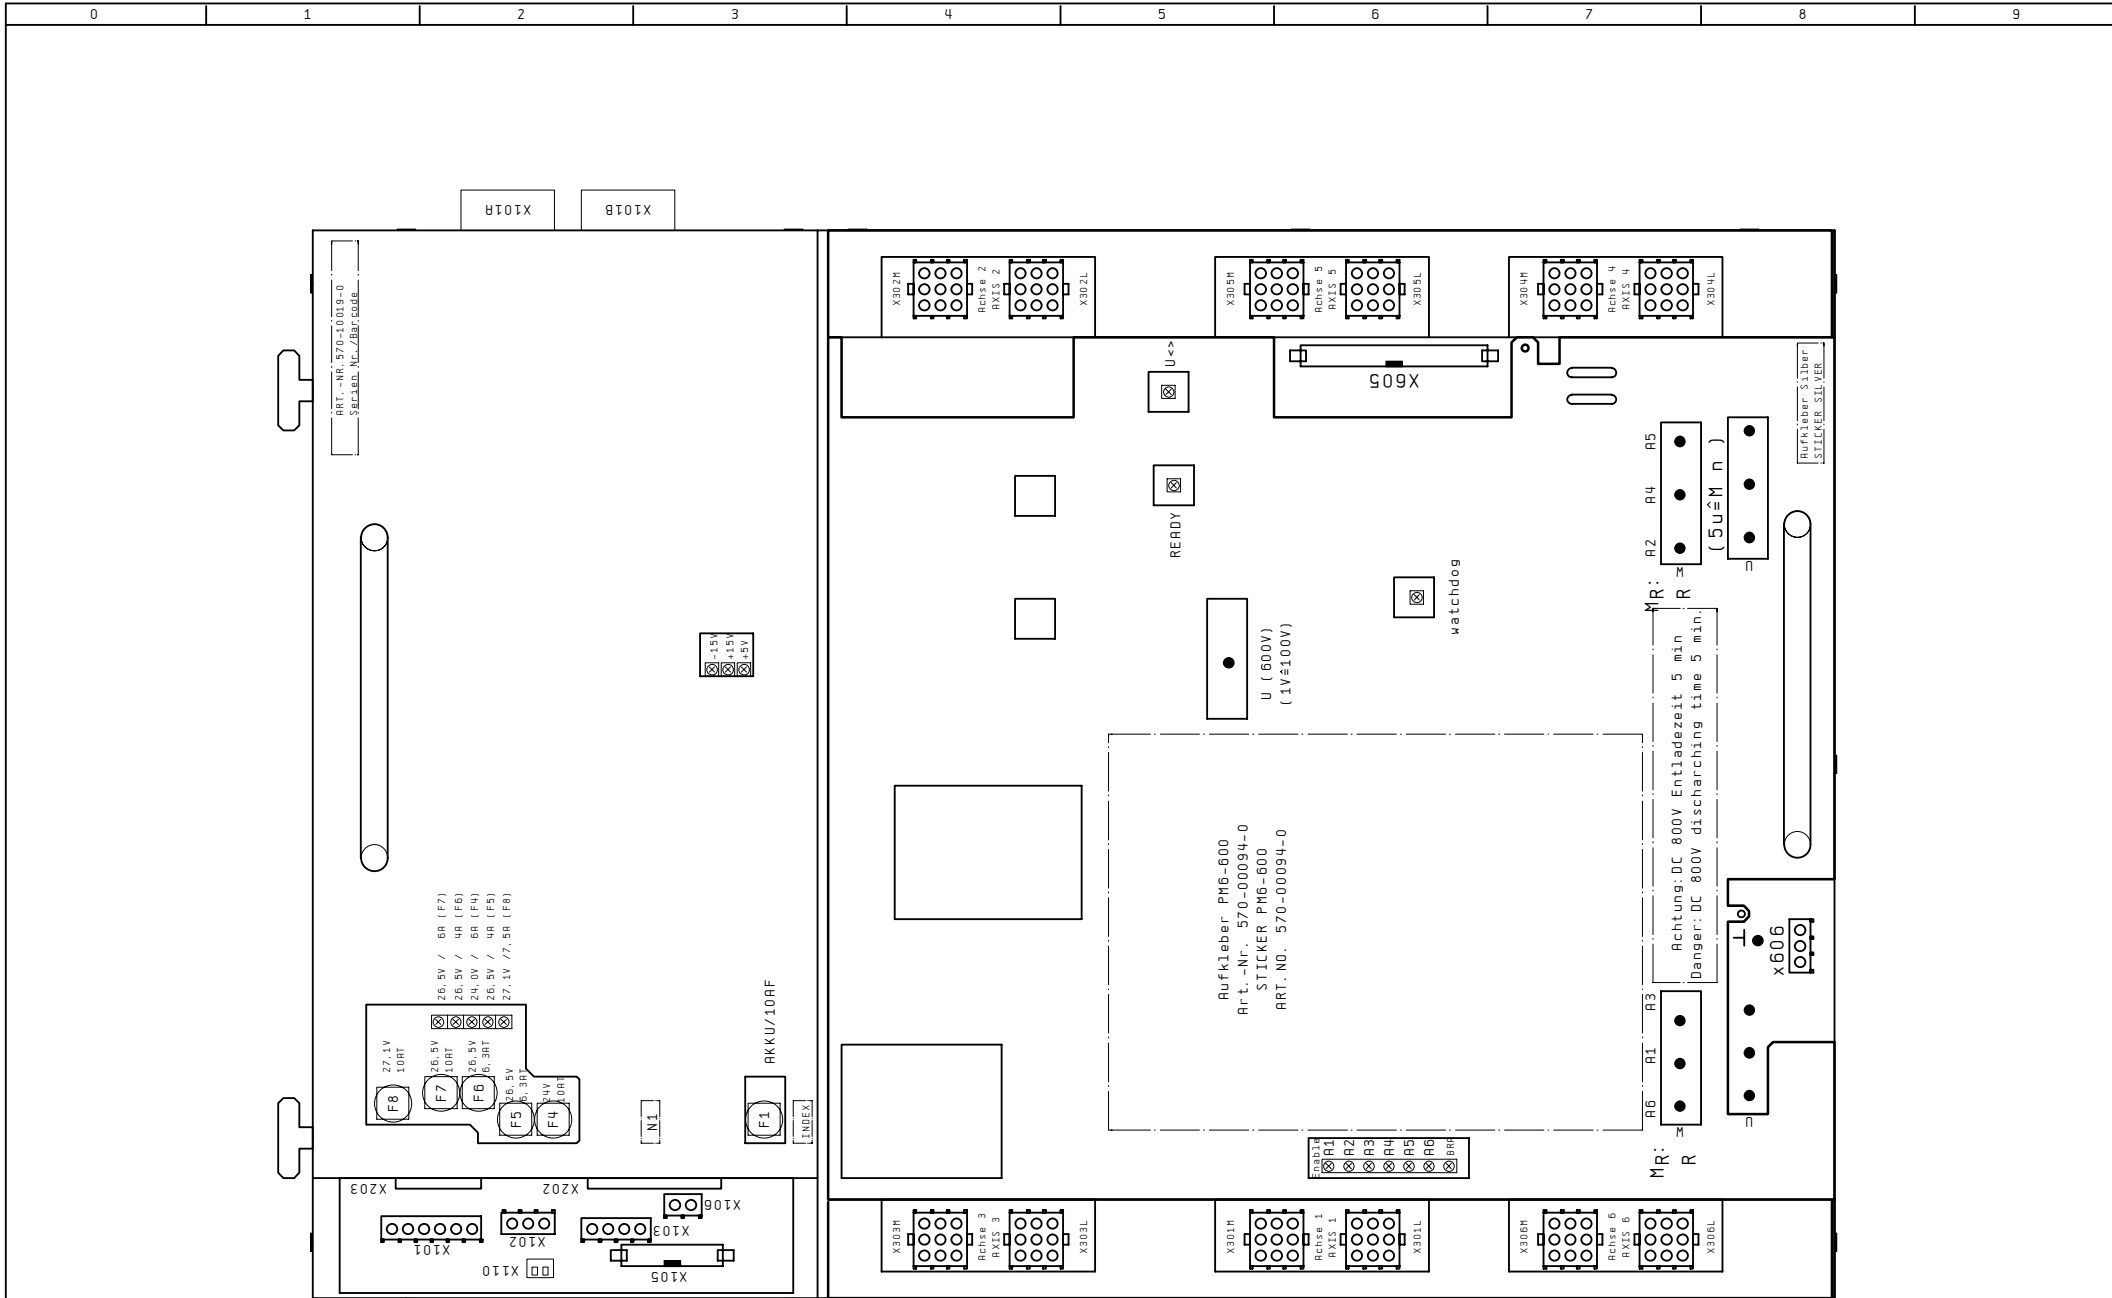 0 1 2 3 4 5 6 7 8 9
X101A X101B
ART.-NR.570-10019-0
Serien Nr./Barcode
X302M
Achse 2
AXIS 2
X302L
X305M
Achse 5
AXIS 5
X305L
X304M
Achse 4
AXIS 4
X304L
U<>
X605
Aufkleber Silber
STICKER SILVER
READY
A5
A4
A2
(5u≙M n )
M
MR:
R
U
watchdog
-15V
+15V
+5V
U (600V)
(1V≙100V)
Achtung:DC 800V Entladezeit 5 min
Danger:DC 800V discharching time 5 min.
Aufkleber PM6-600
Art.-Nr. 570-00094-0
STICKER PM6-600
ART.NO. 570-00094-0
26,5V / 6A (F7)
26,5V / 4A (F6)
24,0V / 6A (F4)
26,5V / 4A (F5)
27,1V /7,5A (F8)
27,1V
10AT
26,5V
10AT
26,5V
6,3AT
26,5V
6,3AT
24V
10AT
F8
F7
F6
F5
F4
AKKU/10AF
F1
N1
INDEX
⊥
x606
A3
A1
A6
M
MR:
R
U
Enable
A1
A2
A3
A4
A5
A6
BRP
X203
X202
X106
X101
X102
X103
X110
X105
X303M
Achse 3
AXIS 3
X303L
X301M
Achse 1
AXIS 1
X301L
X306M
Achse 6
AXIS 6
X306L